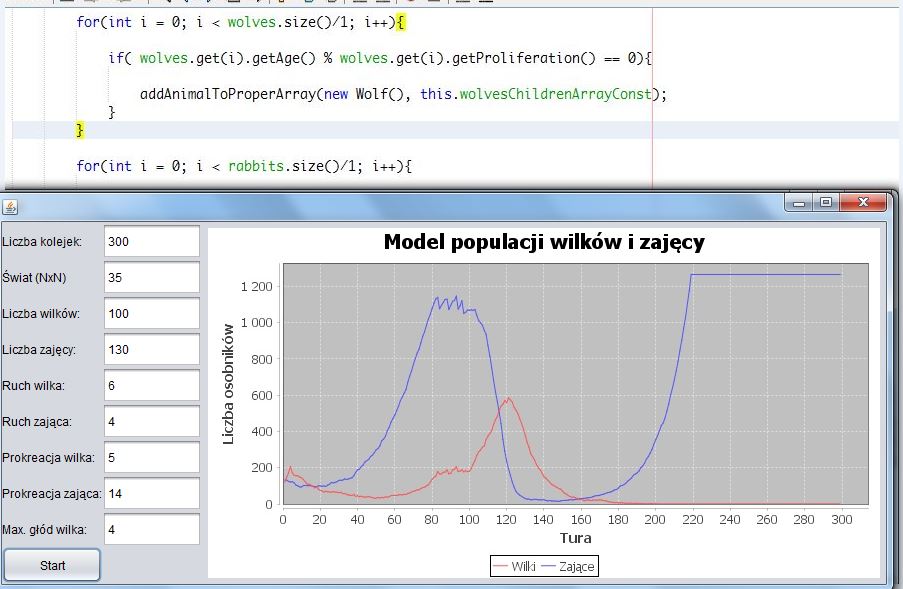 for(int i = 0; i < wolves.size()/1; i++){
if( wolves.get(i).getAge() % wolves.get(i).getProliferation() == 0){
addAnimalToProperArray(new Wolf(), this.wolvesChildrenArrayConst);
}
}
for(int i = 0; i < rabbits.size()/1; i++){
Liczba kolejek: 300
Świat (NxN) 35
Liczba wilków: 100
Liczba zajęcy: 130
Ruch wilka: 6
Ruch zająca: 4
Prokreacja wilka: 5
Prokreacja zająca: 14
Max. głód wilka: 4
Start
Model populacji wilków i zajęcy
Liczba osobników
1 200
1 000
800
600
400
200
0
0 20 40 60 80 100 120 140 160 180 200 220 240 260 280 300
Tura
Wilki Zające